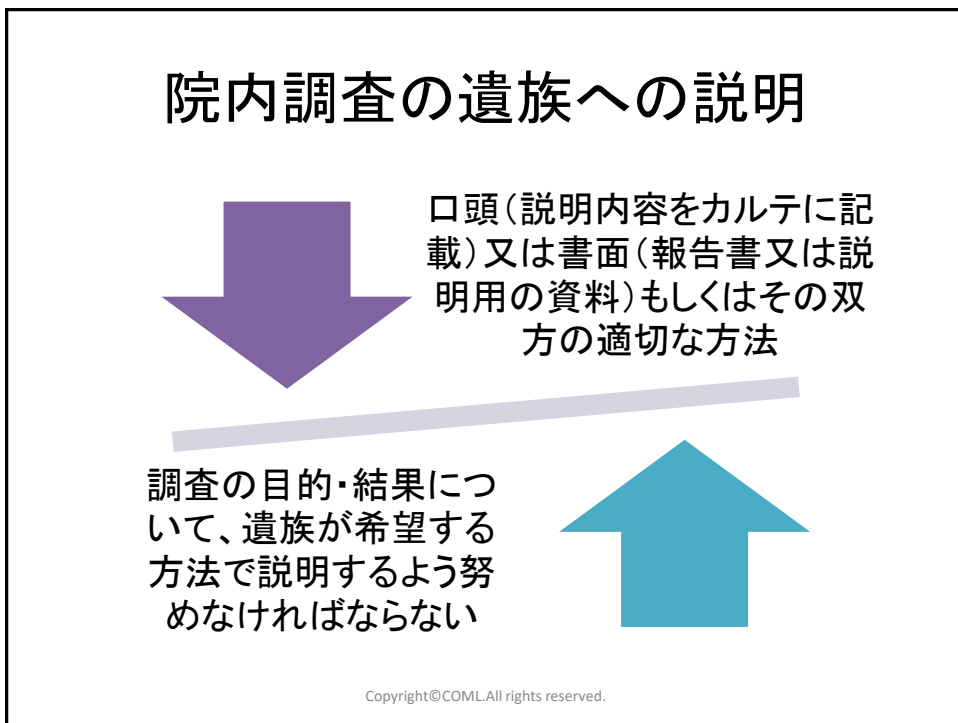 院内調査の遺族への説明
口頭（説明内容をカルテに記
載）又は書面（報告書又は説
明用の資料）もしくはその双
方の適切な方法
調査の目的・結果につ
いて、遺族が希望する
方法で説明するよう努
めなければならない
Copyright©COML.All rights reserved.